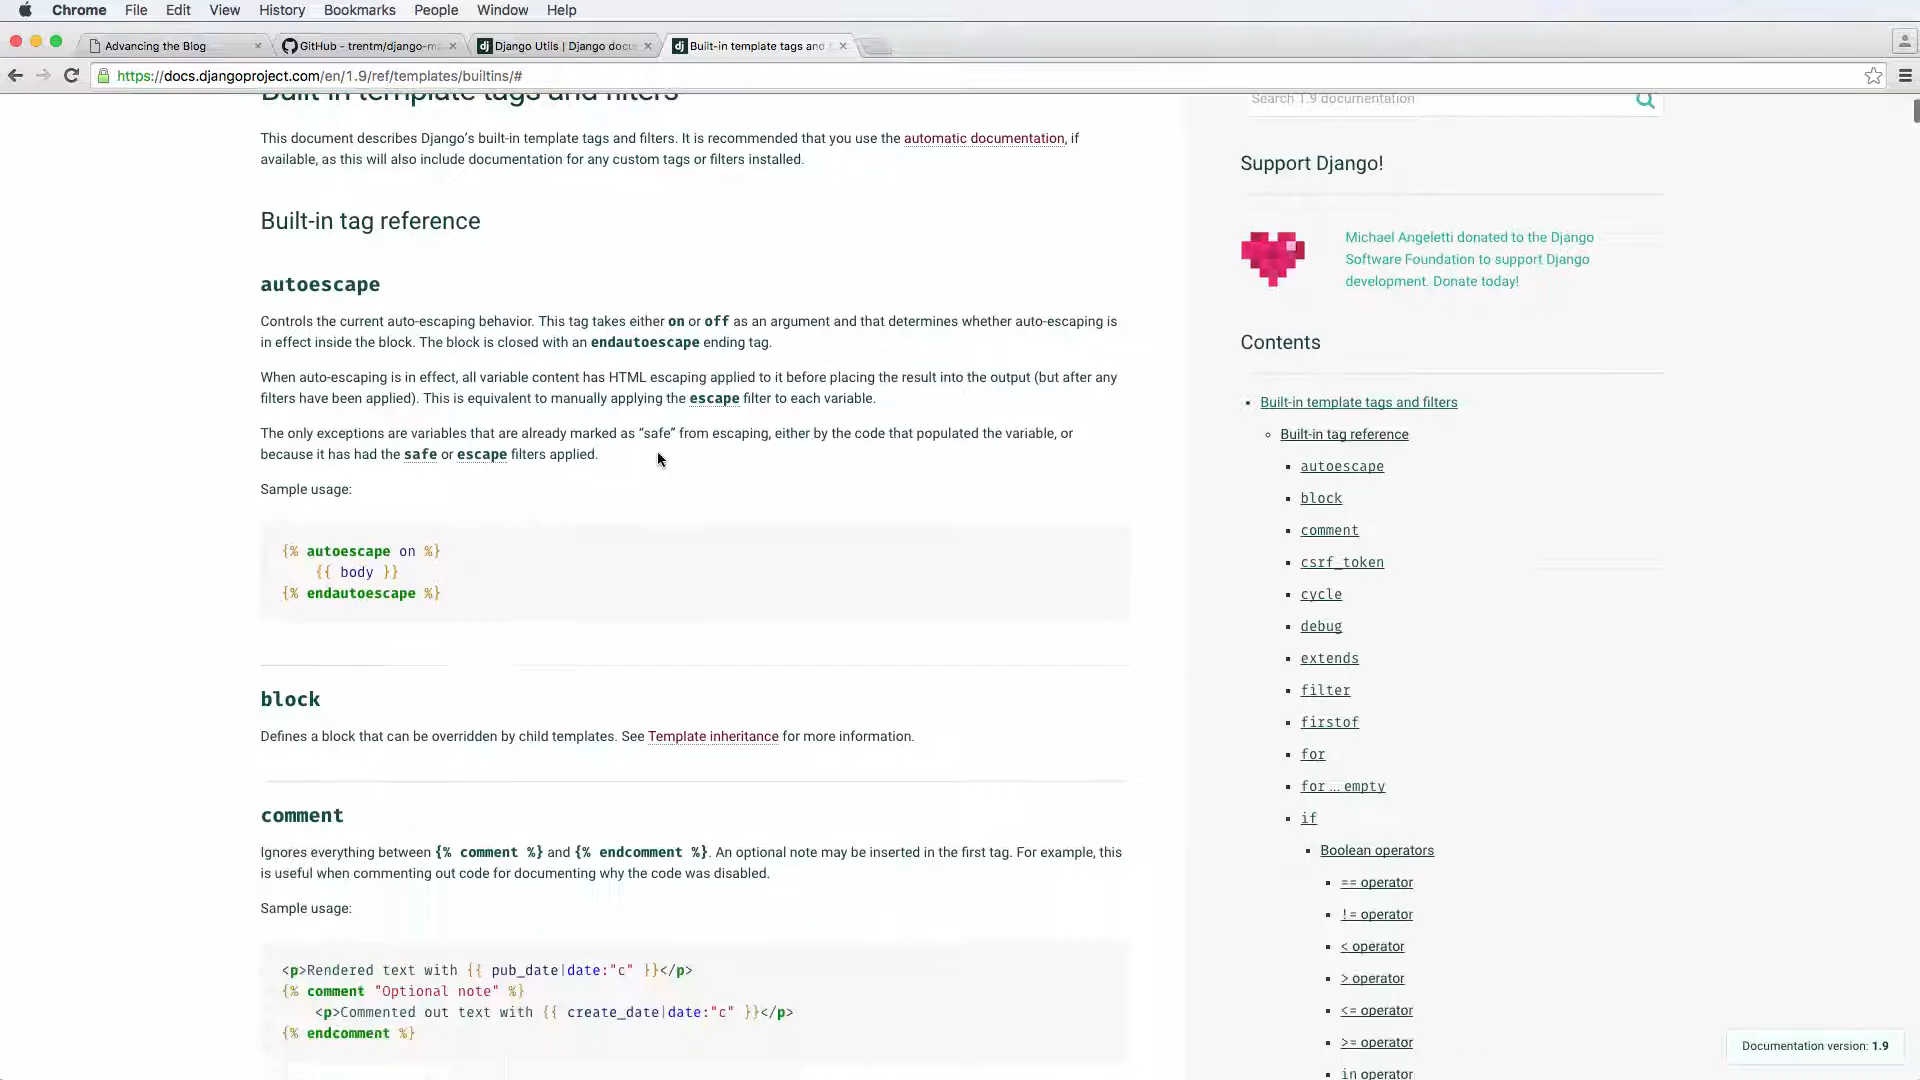 Chrome File Edit View History Bookmarks People Window Help
Advancing the Blog
GitHub - trentm/django-ma
Django Utils | Django docu
Built-in template tags and
https://docs.djangoproject.com/en/1.9/ref/templates/builtins/#
Built-in template tags and filters
This document describes Django’s built-in template tags and filters. It is recommended that you use the automatic documentation, if
available, as this will also include documentation for any custom tags or filters installed.
Built-in tag reference
autoescape
Controls the current auto-escaping behavior. This tag takes either on or off as an argument and that determines whether auto-escaping is
in effect inside the block. The block is closed with an endautoescape ending tag.
When auto-escaping is in effect, all variable content has HTML escaping applied to it before placing the result into the output (but after any
filters have been applied). This is equivalent to manually applying the escape filter to each variable.
The only exceptions are variables that are already marked as “safe” from escaping, either by the code that populated the variable, or
because it has had the safe or escape filters applied.
Sample usage:
{% autoescape on %}
{{ body }}
{% endautoescape %}
block
Defines a block that can be overridden by child templates. See Template inheritance for more information.
comment
Ignores everything between {% comment %} and {% endcomment %}. An optional note may be inserted in the first tag. For example, this
is useful when commenting out code for documenting why the code was disabled.
Sample usage:
<p>Rendered text with {{ pub_date|date:"c" }}</p>
{% comment "Optional note" %}
<p>Commented out text with {{ create_date|date:"c" }}</p>
{% endcomment %}
Search 1.9 documentation
Support Django!
Michael Angeletti donated to the Django
Software Foundation to support Django
development. Donate today!
Contents
Built-in template tags and filters
Built-in tag reference
autoescape
block
comment
csrf_token
cycle
debug
extends
filter
firstof
for
for ... empty
if
Boolean operators
== operator
!= operator
< operator
> operator
<= operator
>= operator
in operator
Documentation version: 1.9